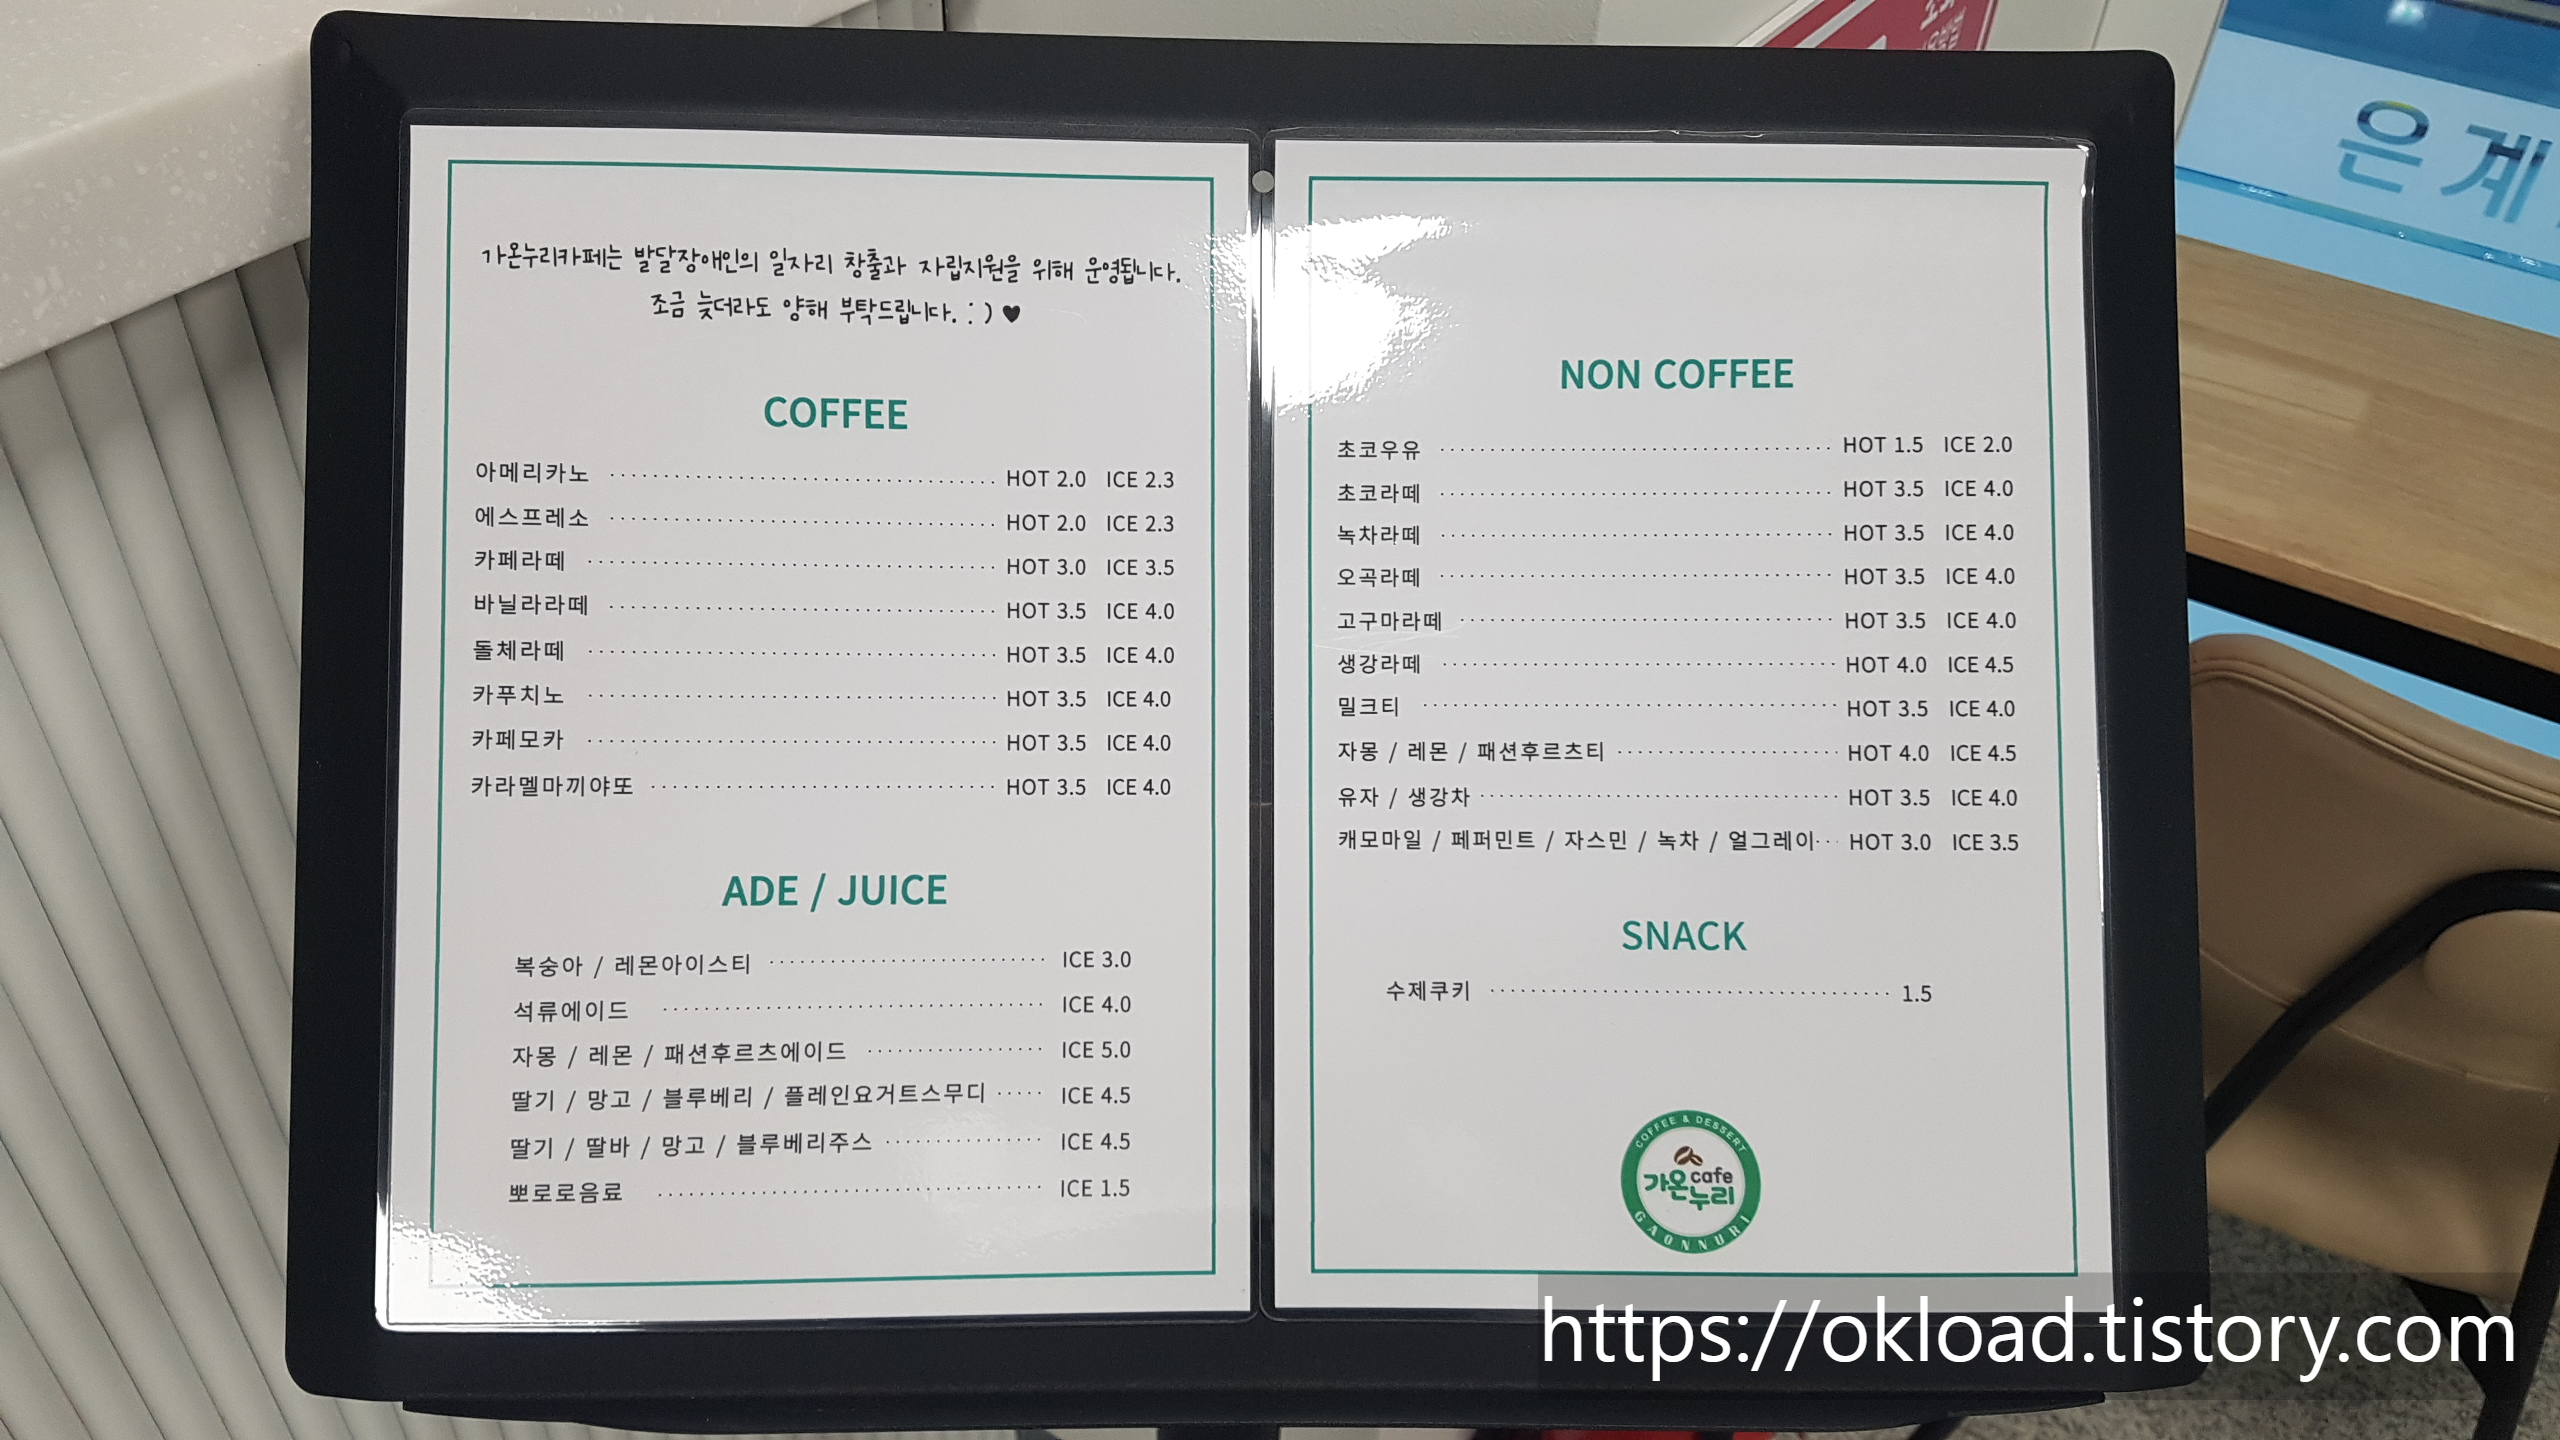 가온누리카페는 발달장애인의 일자리 창출과 자립지원을 위해 운영됩니다.
조금 늦더라도 양해 부탁드립니다. : ) ♥
COFFEE
아메리카노 HOT 2.0 ICE 2.3
에스프레소 HOT 2.0 ICE 2.3
카페라떼 HOT 3.0 ICE 3.5
바닐라라떼 HOT 3.5 ICE 4.0
돌체라떼 HOT 3.5 ICE 4.0
카푸치노 HOT 3.5 ICE 4.0
카페모카 HOT 3.5 ICE 4.0
카라멜마끼야또 HOT 3.5 ICE 4.0
ADE / JUICE
복숭아 / 레몬아이스티 ICE 3.0
석류에이드 ICE 4.0
자몽 / 레몬 / 패션후르츠에이드 ICE 5.0
딸기 / 망고 / 블루베리 / 플레인요거트스무디 ICE 4.5
딸기 / 딸바 / 망고 / 블루베리주스 ICE 4.5
뽀로로음료 ICE 1.5
NON COFFEE
초코우유 HOT 1.5 ICE 2.0
초코라떼 HOT 3.5 ICE 4.0
녹차라떼 HOT 3.5 ICE 4.0
오곡라떼 HOT 3.5 ICE 4.0
고구마라떼 HOT 3.5 ICE 4.0
생강라떼 HOT 4.0 ICE 4.5
밀크티 HOT 3.5 ICE 4.0
자몽 / 레몬 / 패션후르츠티 HOT 4.0 ICE 4.5
유자 / 생강차 HOT 3.5 ICE 4.0
캐모마일 / 페퍼민트 / 자스민 / 녹차 / 얼그레이 HOT 3.0 ICE 3.5
SNACK
수제쿠키 1.5
COFFEE & DESSERT
가온 cafe
누리
GAONNURI
은계
https://okload.tistory.com